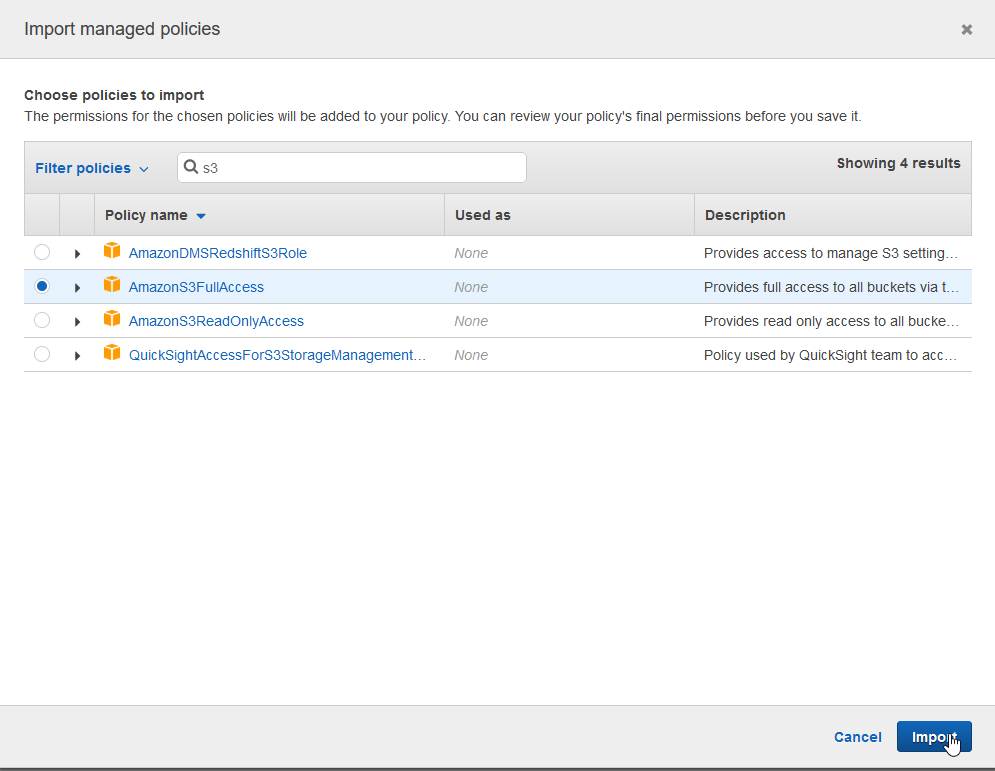 Import managed policies
Choose policies to import
The permissions for the chosen policies will be added to your policy. You can review your policy's final permissions before you save it.
Filter policies s3 Showing 4 results
Policy name Used as Description
AmazonDMSRedshiftS3Role None Provides access to manage S3 setting...
AmazonS3FullAccess None Provides full access to all buckets via t...
AmazonS3ReadOnlyAccess None Provides read only access to all bucke...
QuickSightAccessForS3StorageManagement... None Policy used by QuickSight team to acc...
Cancel Import